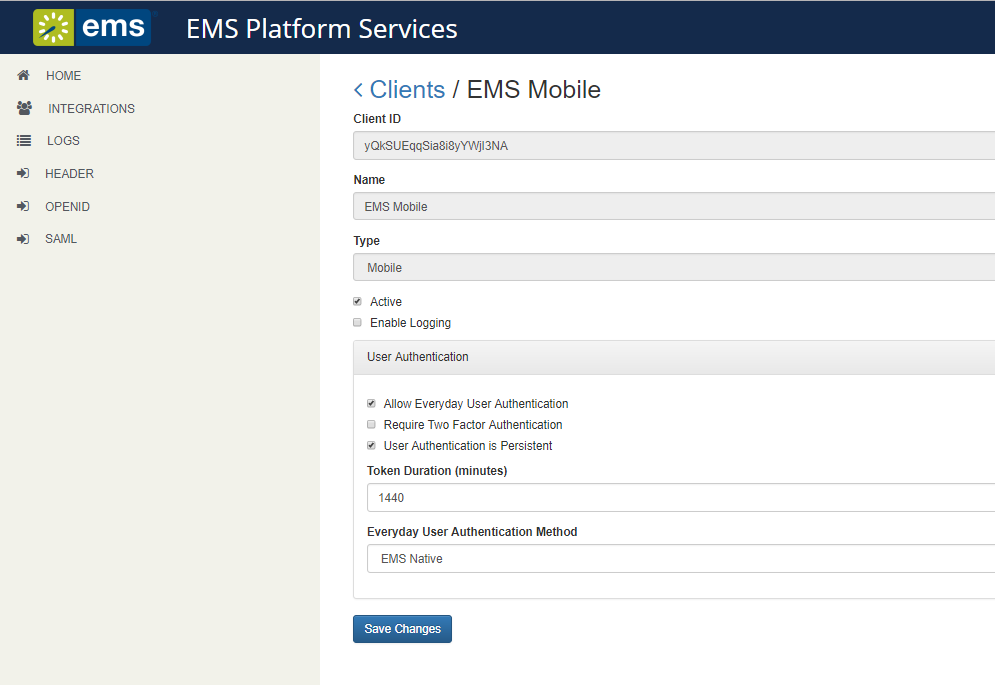 ems EMS Platform Services
HOME
INTEGRATIONS
LOGS
HEADER
OPENID
SAML
< Clients / EMS Mobile
Client ID
yQkSUEqqSia8i8yYWjl3NA
Name
EMS Mobile
Type
Mobile
Active
Enable Logging
User Authentication
Allow Everyday User Authentication
Require Two Factor Authentication
User Authentication is Persistent
Token Duration (minutes)
1440
Everyday User Authentication Method
EMS Native
Save Changes